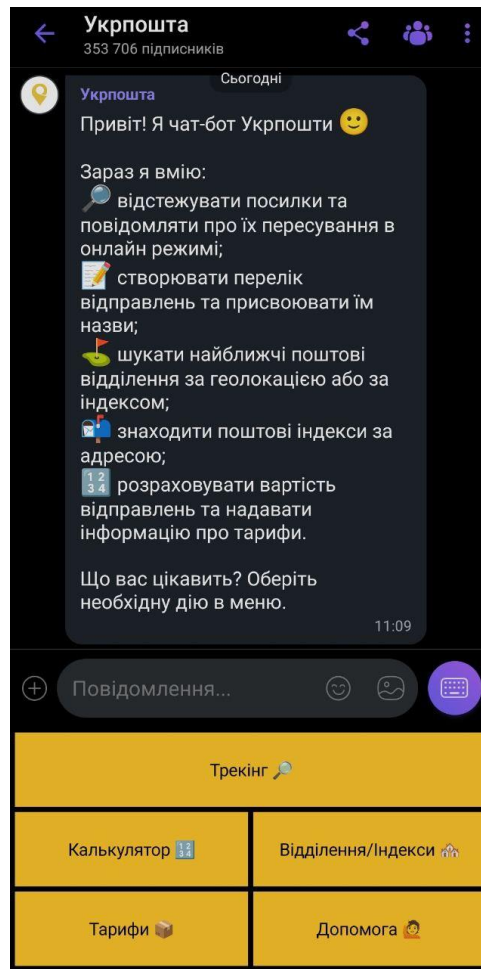 Укрпошта
353 706 підписників
Сьогодні
Укрпошта
Привіт! Я чат-бот Укрпошти 🙂
Зараз я вмію:
🔎 відстежувати посилки та
повідомляти про їх пересування в
онлайн режимі;
📝 створювати перелік
відправлень та присвоювати їм
назви;
⛳ шукати найближчі поштові
відділення за геолокацією або за
індексом;
📬 знаходити поштові індекси за
адресою;
🔢 розраховувати вартість
відправлень та надавати
інформацію про тарифи.
Що вас цікавить? Оберіть
необхідну дію в меню.
11:09
Повідомлення...
Трекінг 🔎
Калькулятор 🔢
Відділення/Індекси 🏘️
Тарифи 📦
Допомога 🙋